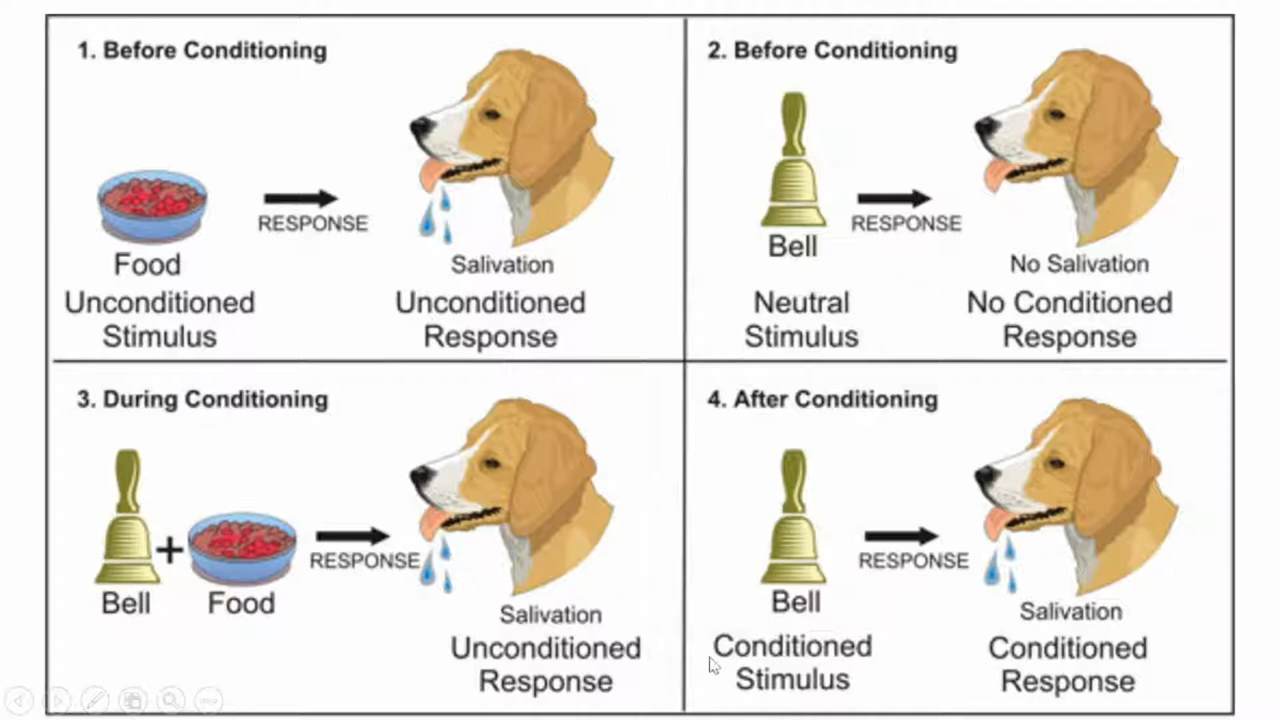 1. Before Conditioning
RESPONSE
Food
Salivation
Unconditioned
Stimulus
Unconditioned
Response
2. Before Conditioning
RESPONSE
Bell
No Salivation
Neutral
Stimulus
No Conditioned
Response
3. During Conditioning
+
RESPONSE
Bell
Food
Salivation
Unconditioned
Response
4. After Conditioning
RESPONSE
Bell
Salivation
Conditioned
Stimulus
Conditioned
Response